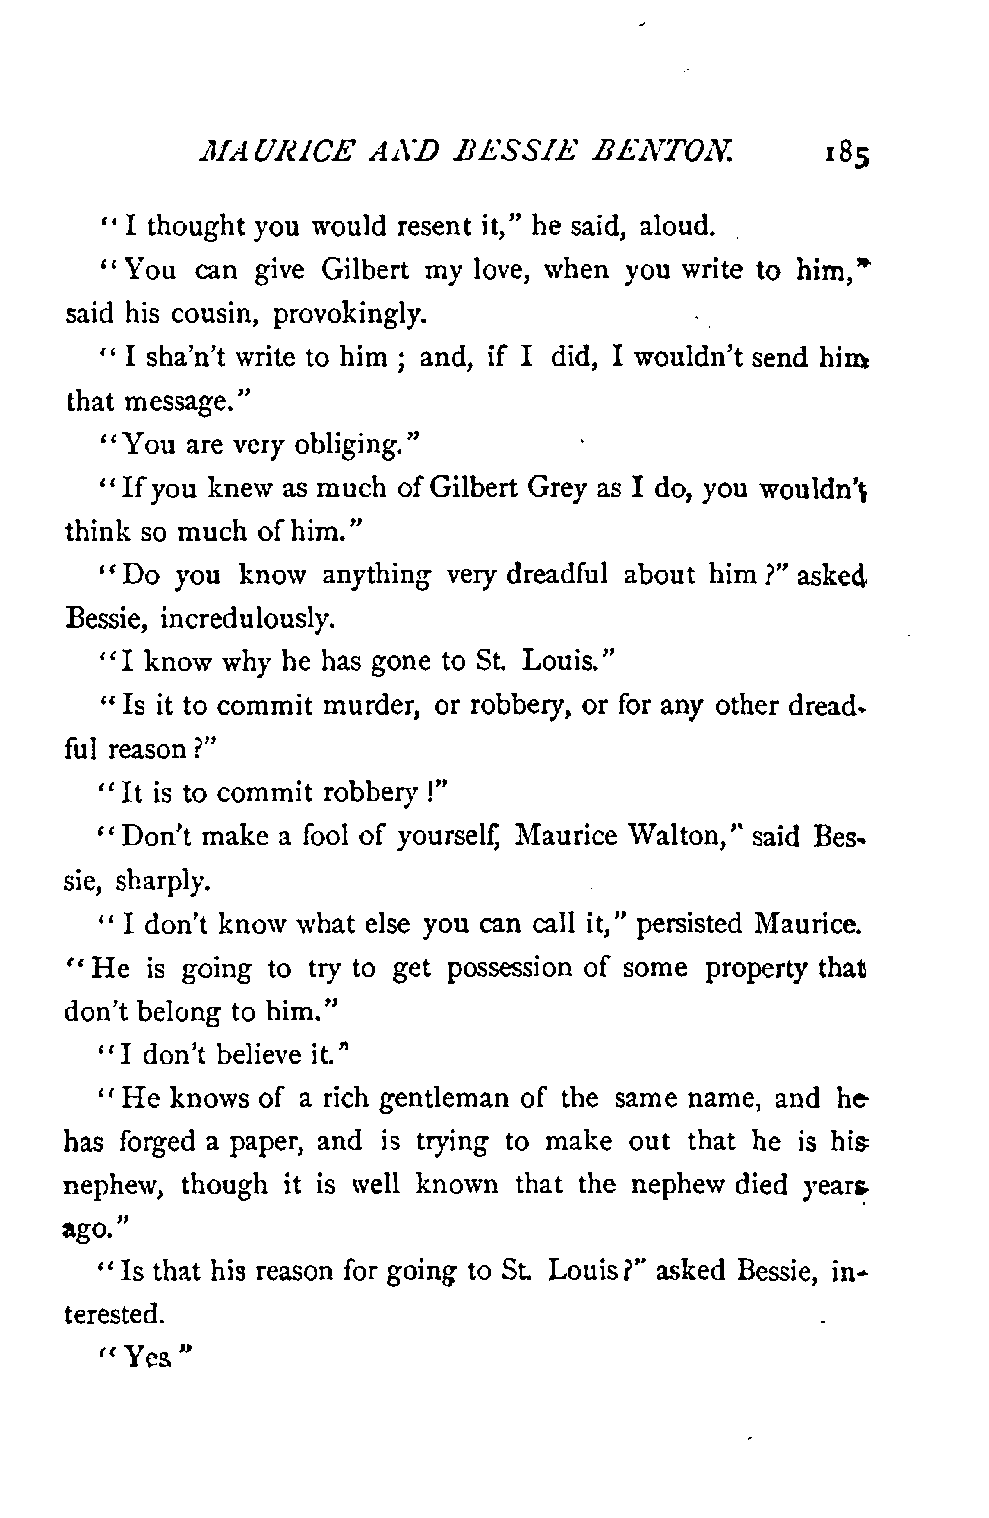 MAURICE AND BESSIE BENTON. 185
“I thought you would resent it,” he said, aloud.
“You can give Gilbert my love, when you write to him,”
said his cousin, provokingly.
“I sha'n't write to him ; and, if I did, I wouldn't send him
that message.”
“You are very obliging.”
“If you knew as much of Gilbert Grey as I do, you wouldn't
think so much of him.”
“Do you know anything very dreadful about him ?” asked
Bessie, incredulously.
“I know why he has gone to St. Louis.”
“Is it to commit murder, or robbery, or for any other dread-
ful reason ?”
“It is to commit robbery !”
“Don't make a fool of yourself, Maurice Walton,” said Bes-
sie, sharply.
“I don't know what else you can call it,” persisted Maurice.
“He is going to try to get possession of some property that
don't belong to him.”
“I don't believe it.”
“He knows of a rich gentleman of the same name, and he
has forged a paper, and is trying to make out that he is his
nephew, though it is well known that the nephew died years
ago.”
“Is that his reason for going to St. Louis ?” asked Bessie, in-
terested.
“Yes.”